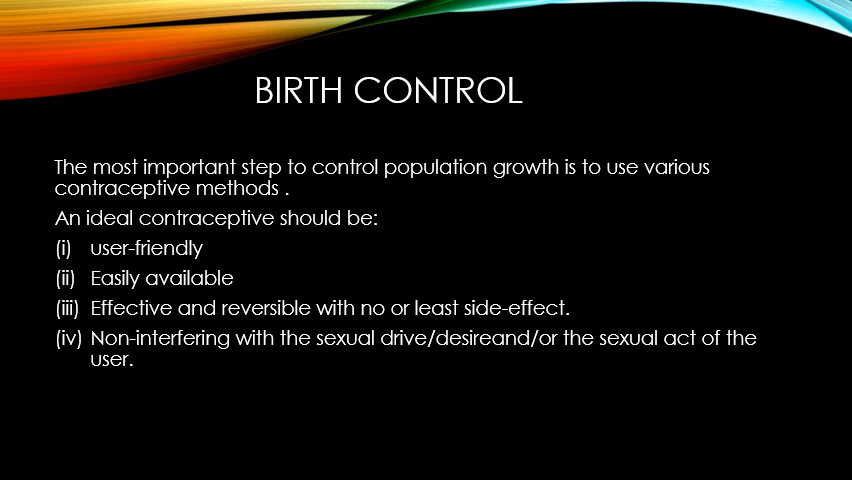 BIRTH CONTROL
The most important step to control population growth is to use various
contraceptive methods .
An ideal contraceptive should be:
(i) user-friendly
(ii) Easily available
(iii) Effective and reversible with no or least side-effect.
(iv) Non-interfering with the sexual drive/desireand/or the sexual act of the
user.